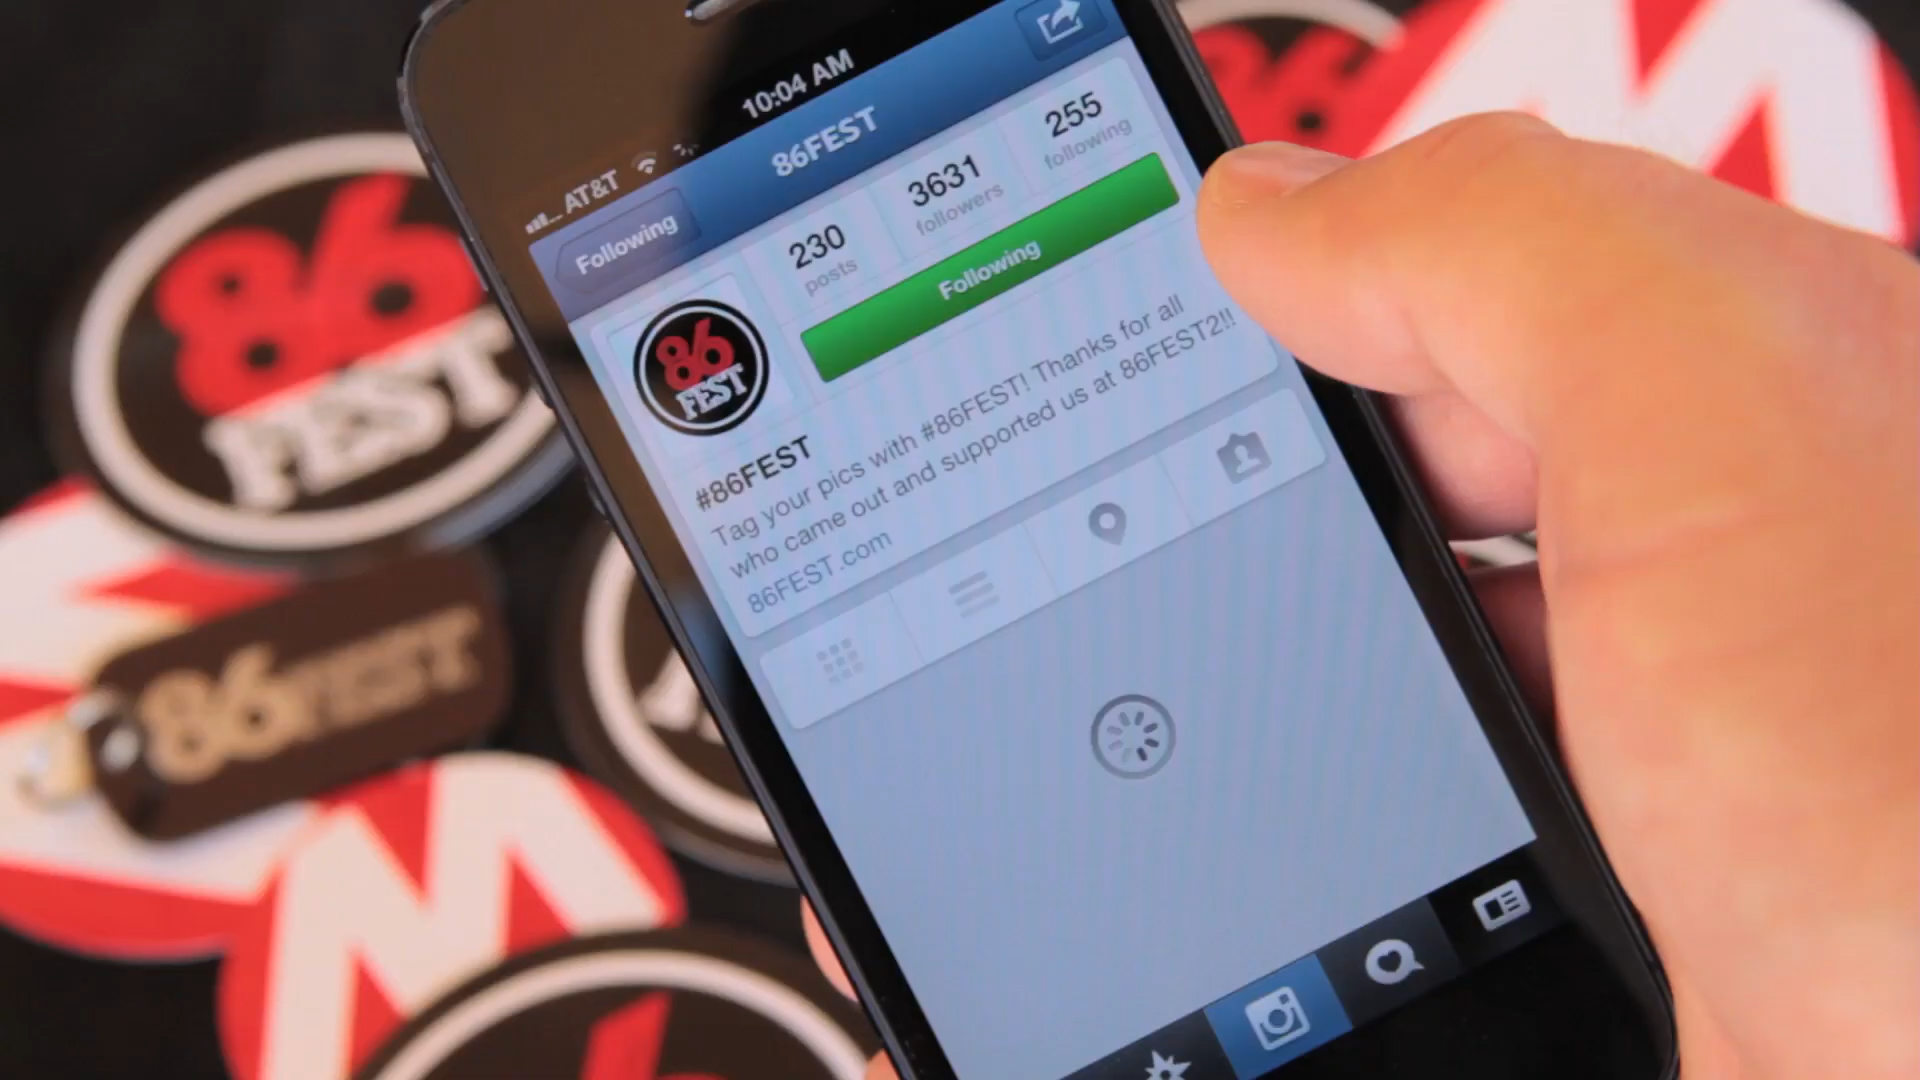 86
10:04 AM
AT&T
86FEST
Following
230
posts
3631
followers
255
following
Following
86
FEST
#86FEST
Tag your pics with #86FEST! Thanks for all
who came out and supported us at 86FEST2!!
86FEST.com
86
FEST
86FEST